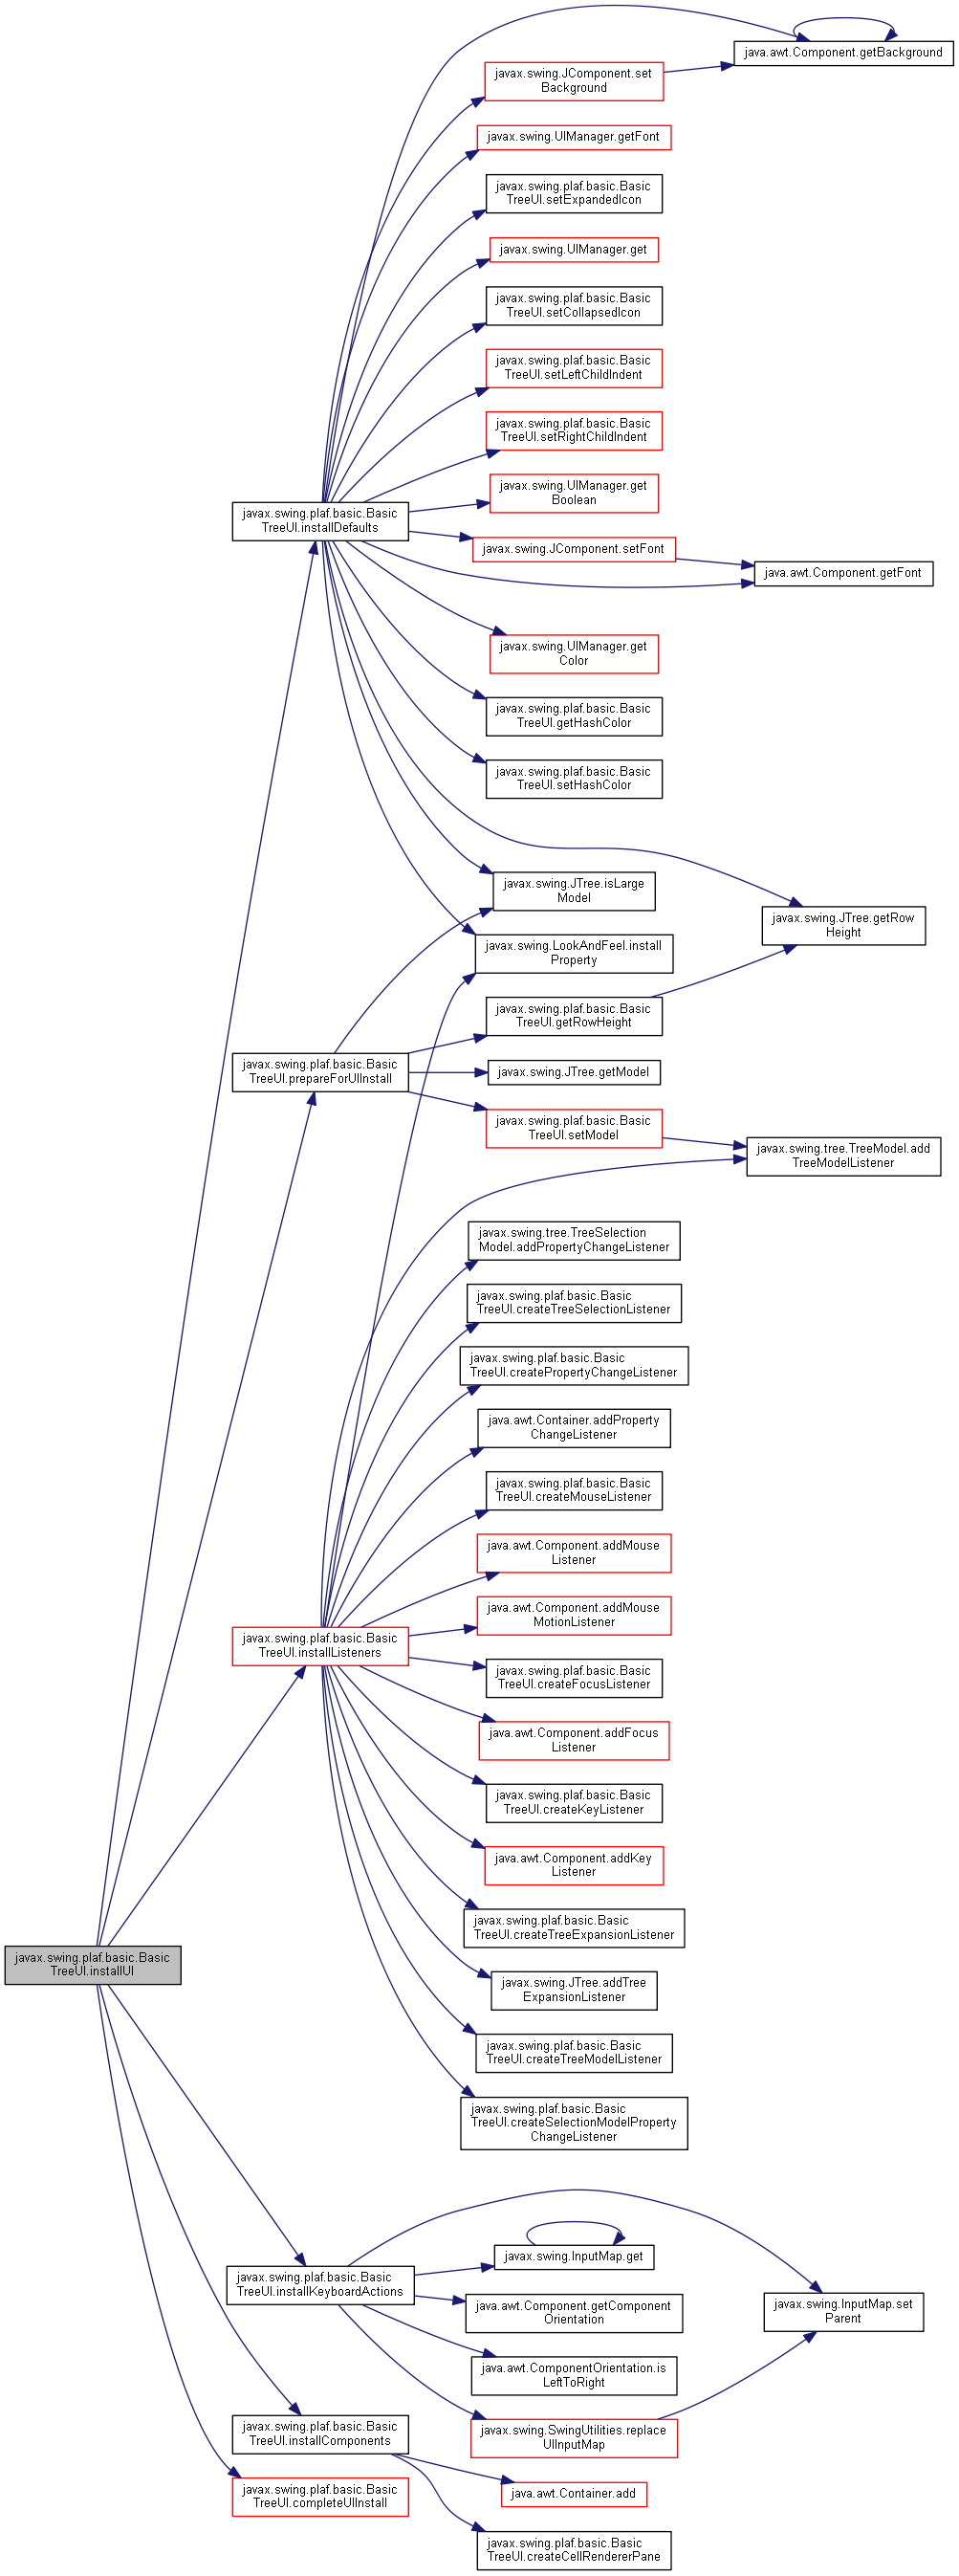 java.awt.Component.getBackground
javax.swing.JComponent.set
Background
javax.swing.UIManager.getFont
javax.swing.plaf.basic.Basic
TreeUI.setExpandedIcon
javax.swing.UIManager.get
javax.swing.plaf.basic.Basic
TreeUI.setCollapsedIcon
javax.swing.plaf.basic.Basic
TreeUI.setLeftChildIndent
javax.swing.plaf.basic.Basic
TreeUI.setRightChildIndent
javax.swing.UIManager.get
Boolean
javax.swing.plaf.basic.Basic
TreeUI.installDefaults
javax.swing.JComponent.setFont
java.awt.Component.getFont
javax.swing.UIManager.get
Color
javax.swing.plaf.basic.Basic
TreeUI.getHashColor
javax.swing.plaf.basic.Basic
TreeUI.setHashColor
javax.swing.JTree.isLarge
Model
javax.swing.JTree.getRow
Height
javax.swing.LookAndFeel.install
Property
javax.swing.plaf.basic.Basic
TreeUI.getRowHeight
javax.swing.plaf.basic.Basic
TreeUI.prepareForUIInstall
javax.swing.JTree.getModel
javax.swing.plaf.basic.Basic
TreeUI.setModel
javax.swing.tree.TreeModel.add
TreeModelListener
javax.swing.tree.TreeSelection
Model.addPropertyChangeListener
javax.swing.plaf.basic.Basic
TreeUI.createTreeSelectionListener
javax.swing.plaf.basic.Basic
TreeUI.createPropertyChangeListener
java.awt.Container.addProperty
ChangeListener
javax.swing.plaf.basic.Basic
TreeUI.createMouseListener
java.awt.Component.addMouse
Listener
java.awt.Component.addMouse
MotionListener
javax.swing.plaf.basic.Basic
TreeUI.installListeners
javax.swing.plaf.basic.Basic
TreeUI.createFocusListener
java.awt.Component.addFocus
Listener
javax.swing.plaf.basic.Basic
TreeUI.createKeyListener
java.awt.Component.addKey
Listener
javax.swing.plaf.basic.Basic
TreeUI.createTreeExpansionListener
javax.swing.plaf.basic.Basic
TreeUI.installUI
javax.swing.JTree.addTree
ExpansionListener
javax.swing.plaf.basic.Basic
TreeUI.createTreeModelListener
javax.swing.plaf.basic.Basic
TreeUI.createSelectionModelProperty
ChangeListener
javax.swing.InputMap.get
javax.swing.plaf.basic.Basic
TreeUI.installKeyboardActions
java.awt.Component.getComponent
Orientation
javax.swing.InputMap.set
Parent
java.awt.ComponentOrientation.is
LeftToRight
javax.swing.SwingUtilities.replace
UIInputMap
javax.swing.plaf.basic.Basic
TreeUI.installComponents
javax.swing.plaf.basic.Basic
TreeUI.completeUIInstall
java.awt.Container.add
javax.swing.plaf.basic.Basic
TreeUI.createCellRendererPane